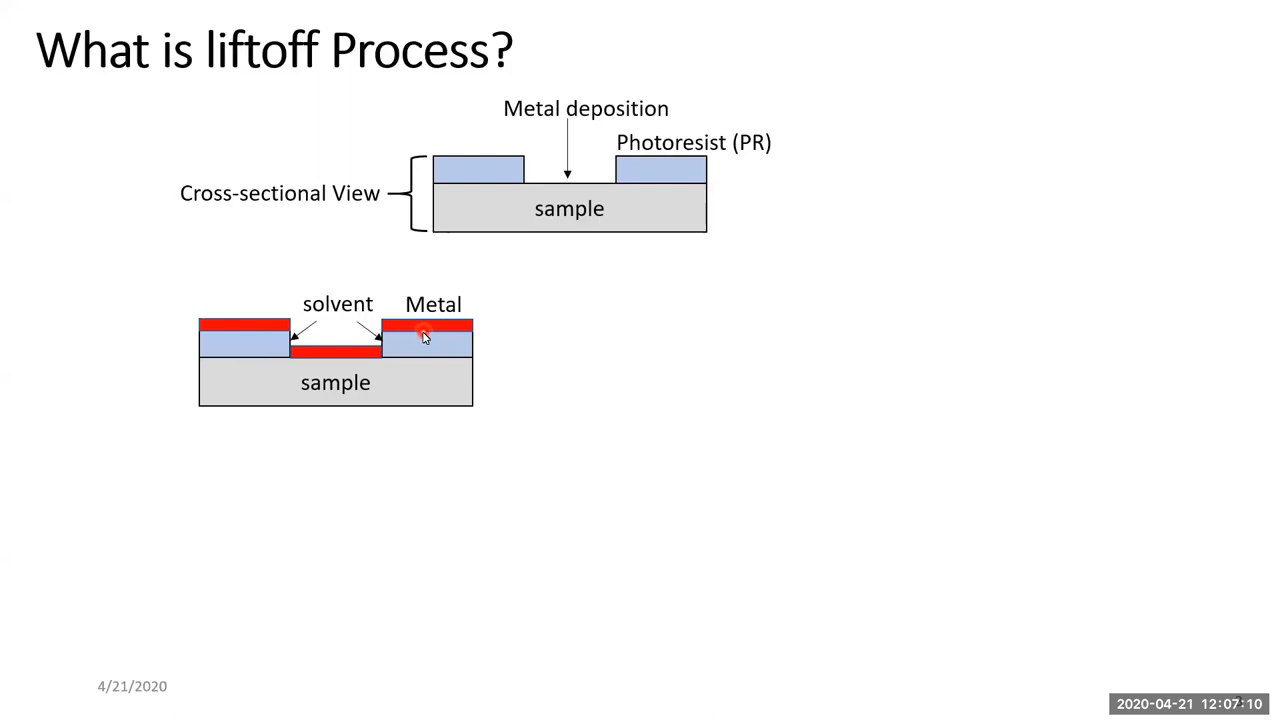 What is liftoff Process?
Metal deposition
Photoresist (PR)
Cross-sectional View
sample
solvent
Metal
sample
4/21/2020
2020-04-21 12:07:10